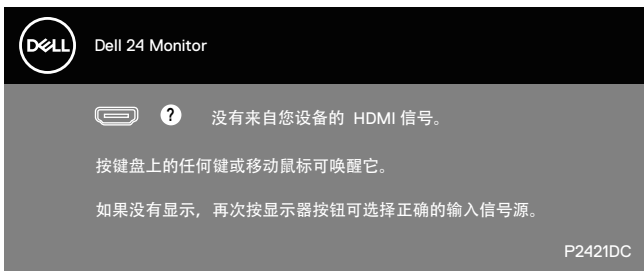 DELL
Dell 24 Monitor
? 没有来自您设备的 HDMI 信号。
按键盘上的任何键或移动鼠标可唤醒它。
如果没有显示，再次按显示器按钮可选择正确的输入信号源。
P2421DC